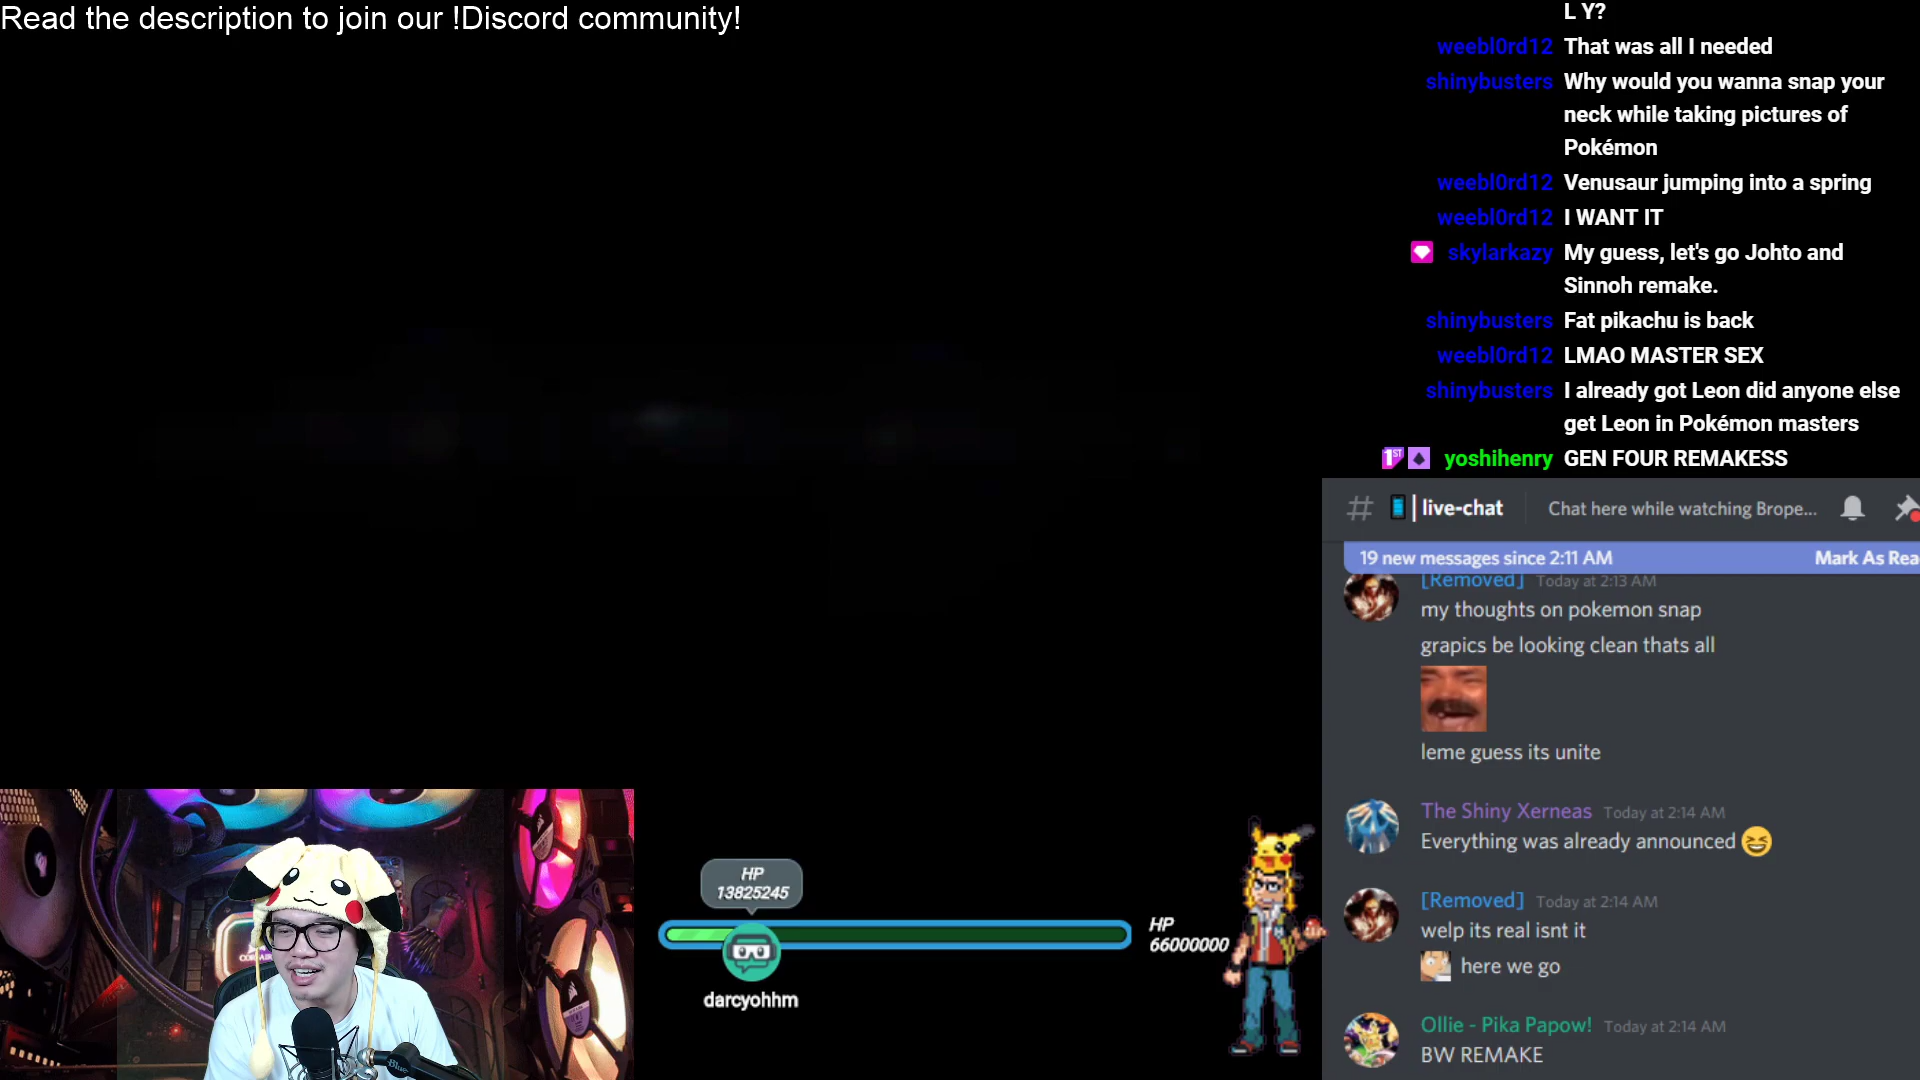 Read the description to join our !Discord community!
L Y?
weebl0rd12 That was all I needed
shinybusters Why would you wanna snap your
neck while taking pictures of
Pokémon
weebl0rd12 Venusaur jumping into a spring
weebl0rd12 I WANT IT
skylarkazy My guess, let's go Johto and
Sinnoh remake.
shinybusters Fat pikachu is back
weebl0rd12 LMAO MASTER SEX
shinybusters I already got Leon did anyone else
get Leon in Pokémon masters
1ST yoshihenry GEN FOUR REMAKESS
# | live-chat Chat here while watching Brope...
19 new messages since 2:11 AM Mark As Rea
[Removed] Today at 2:13 AM
my thoughts on pokemon snap
grapics be looking clean thats all
leme guess its unite
The Shiny Xerneas Today at 2:14 AM
Everything was already announced
[Removed] Today at 2:14 AM
welp its real isnt it
here we go
Ollie - Pika Papow! Today at 2:14 AM
BW REMAKE
HP
13825245
HP
66000000
darcyohhm